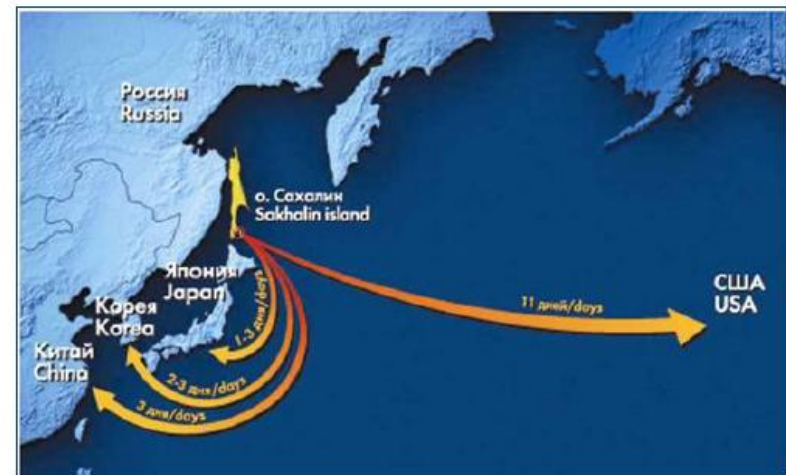 Россия
Russia
о. Сахалин
Sakhalin island
Япония
Japan
Корея
Korea
Китай
China
1-3 дня/days
2-3 дня/days
3 дня/days
11 дней/days
США
USA